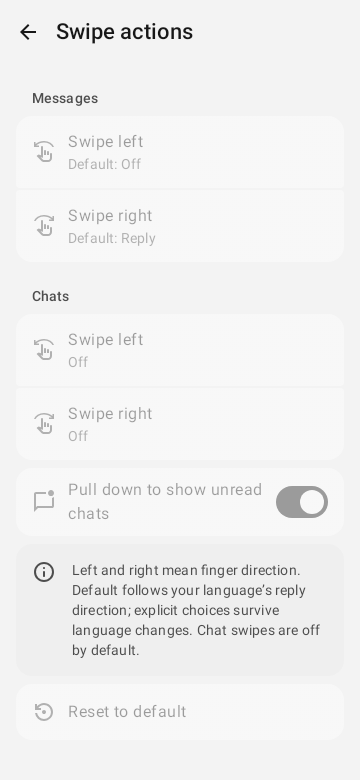 Swipe actions
Messages
Swipe left
Default: Off
Swipe right
Default: Reply
Chats
Swipe left
Off
Swipe right
Off
Pull down to show unread
chats
Left and right mean finger direction.
Default follows your language’s reply
direction; explicit choices survive
language changes. Chat swipes are off
by default.
Reset to default